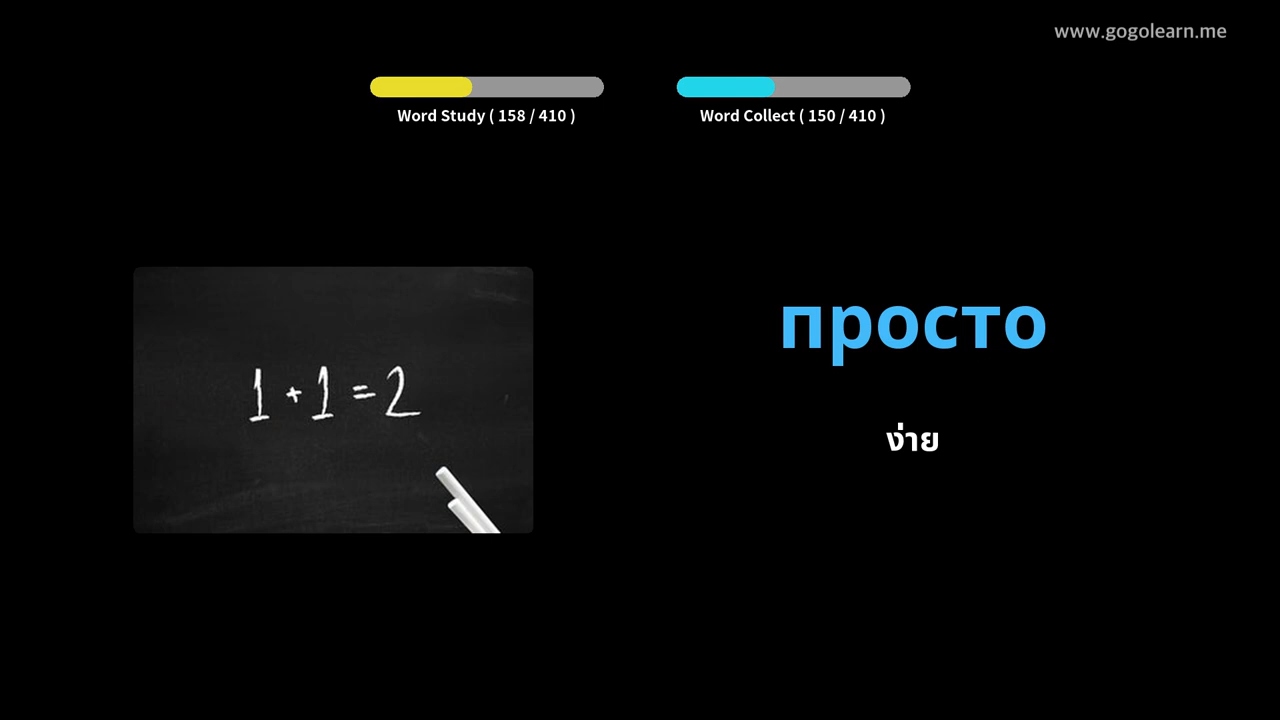 www.gogolearn.me
Word Study ( 158 / 410 )
Word Collect ( 150 / 410 )
1 + 1 = 2
просто
ง่าย